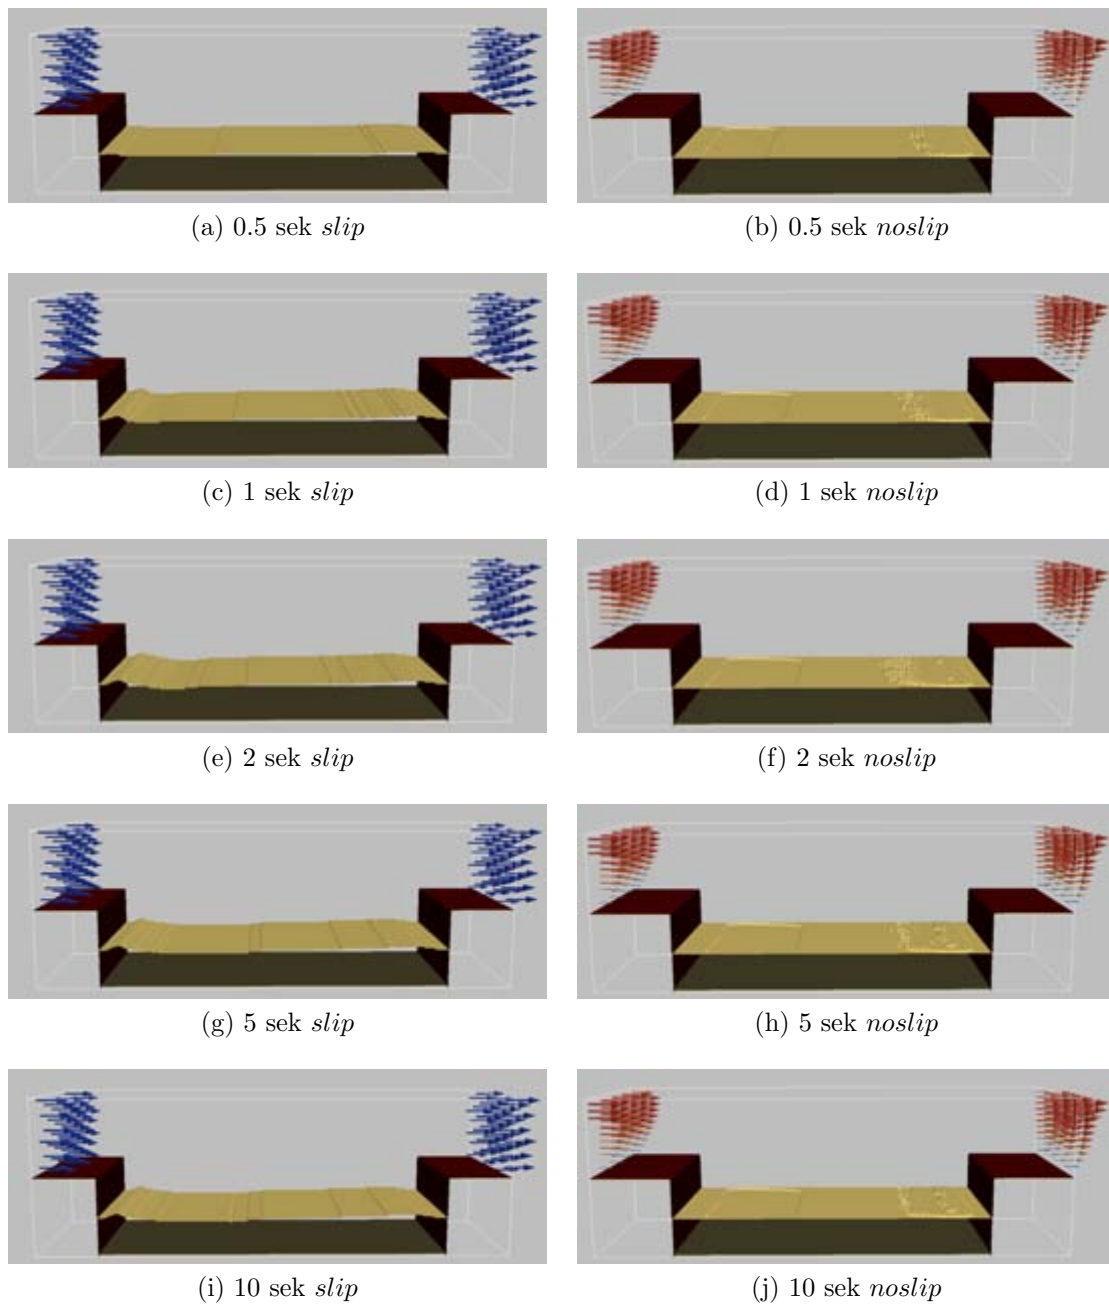 (a) 0.5 sek slip
(b) 0.5 sek noslip
(c) 1 sek slip
(d) 1 sek noslip
(e) 2 sek slip
(f) 2 sek noslip
(g) 5 sek slip
(h) 5 sek noslip
(i) 10 sek slip
(j) 10 sek noslip